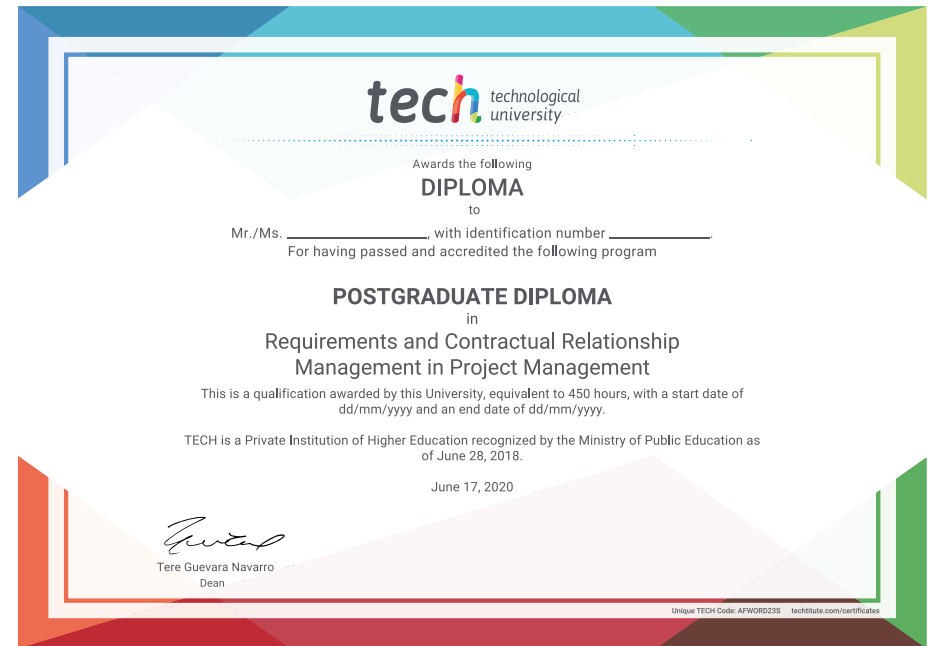 tech technological
university
Awards the following
DIPLOMA
to
Mr./Ms. ____________________, with identification number ______________.
For having passed and accredited the following program
POSTGRADUATE DIPLOMA
in
Requirements and Contractual Relationship
Management in Project Management
This is a qualification awarded by this University, equivalent to 450 hours, with a start date of
dd/mm/yyyy and an end date of dd/mm/yyyy.
TECH is a Private Institution of Higher Education recognized by the Ministry of Public Education as
of June 28, 2018.
June 17, 2020
Tere Guevara Navarro
Dean
Unique TECH Code: AFWORD23S techtitute.com/certificates